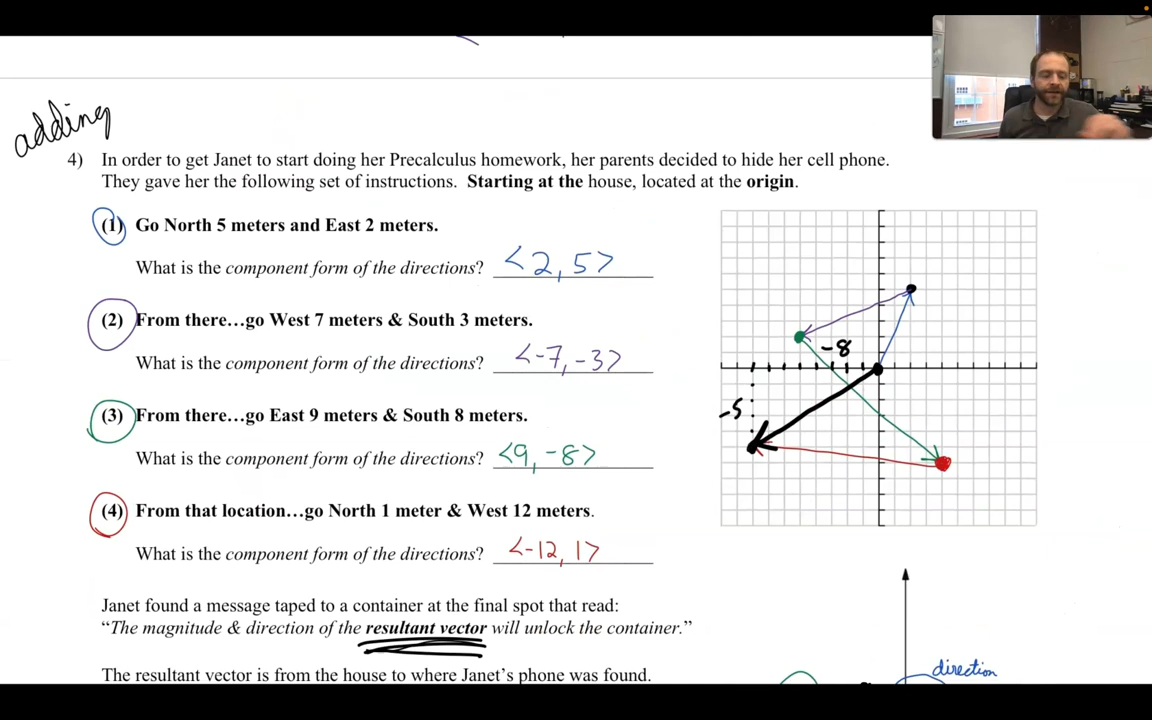 adding
4) In order to get Janet to start doing her Precalculus homework, her parents decided to hide her cell phone.
They gave her the following set of instructions. Starting at the house, located at the origin.
(1) Go North 5 meters and East 2 meters.
What is the component form of the directions? <2, 5>
(2) From there…go West 7 meters & South 3 meters.
What is the component form of the directions? <-7, -3>
(3) From there…go East 9 meters & South 8 meters.
What is the component form of the directions? <9, -8>
(4) From that location…go North 1 meter & West 12 meters.
What is the component form of the directions? <-12, 1>
-8
-5
Janet found a message taped to a container at the final spot that read:
“The magnitude & direction of the resultant vector will unlock the container.”
The resultant vector is from the house to where Janet’s phone was found.
direction